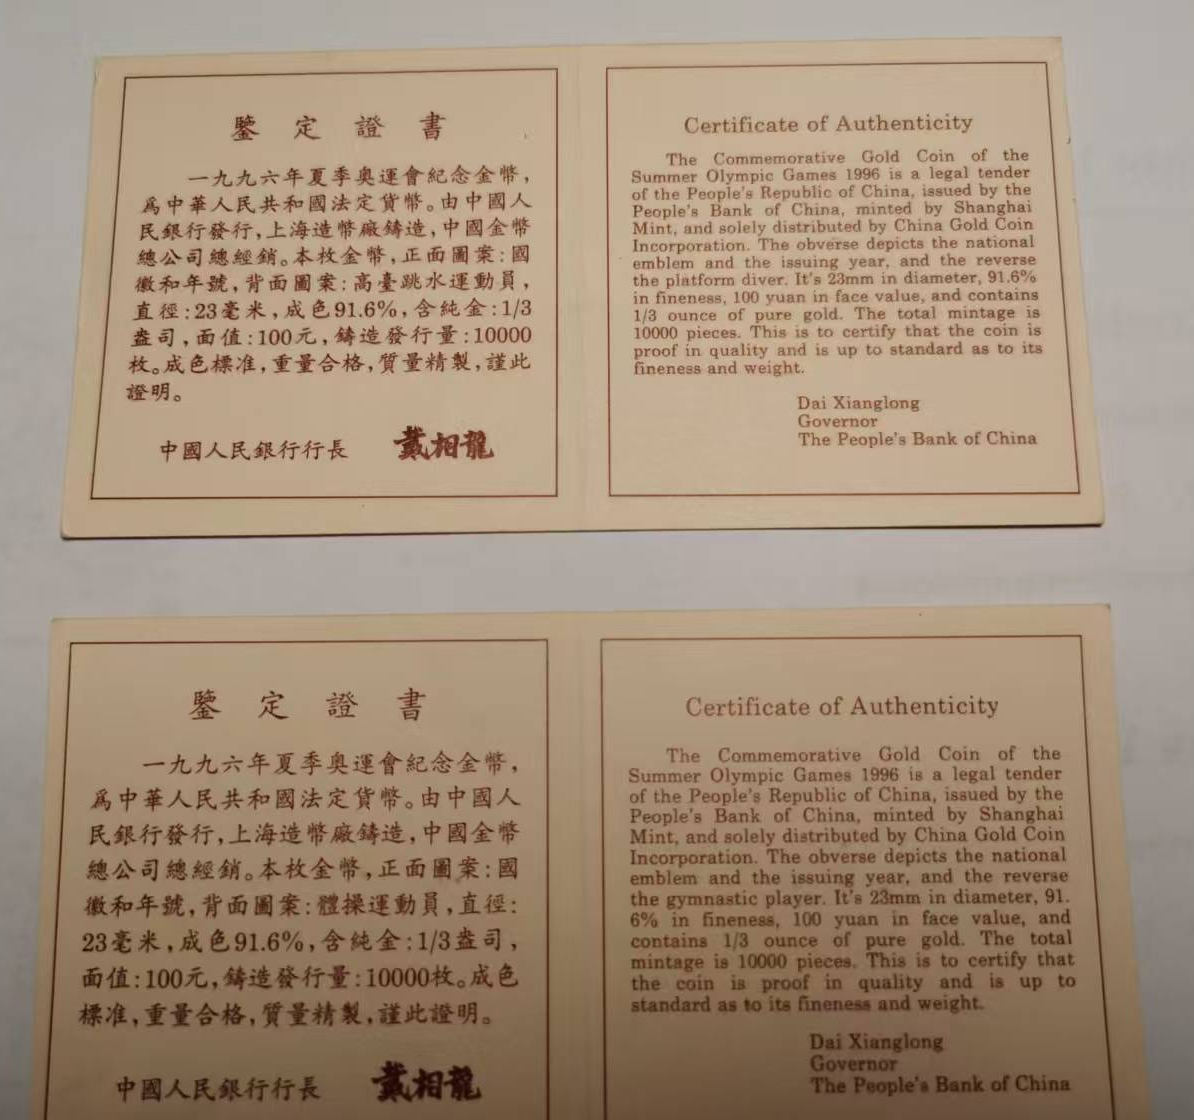 鑒定證書
一九九六年夏季奧運會紀念金幣，
爲中華人民共和國法定貨幣。由中國人
民銀行發行，上海造幣廠鑄造，中國金幣
總公司總經銷。本枚金幣，正面圖案：國
徽和年號，背面圖案：高臺跳水運動員，
直徑：23毫米，成色91.6%，含純金：1/3
盎司，面值：100元，鑄造發行量：10000
枚。成色標准，重量合格，質量精製，謹此
證明。
中國人民銀行行長 戴相龍
Certificate of Authenticity
The Commemorative Gold Coin of the
Summer Olympic Games 1996 is a legal tender
of the People's Republic of China, issued by the
People's Bank of China, minted by Shanghai
Mint, and solely distributed by China Gold Coin
Incorporation. The obverse depicts the national
emblem and the issuing year, and the reverse
the platform diver. It's 23mm in diameter, 91.6%
in fineness, 100 yuan in face value, and contains
1/3 ounce of pure gold. The total mintage is
10000 pieces. This is to certify that the coin is
proof in quality and is up to standard as to its
fineness and weight.
Dai Xianglong
Governor
The People's Bank of China
鑒定證書
一九九六年夏季奧運會紀念金幣，
爲中華人民共和國法定貨幣。由中國人
民銀行發行，上海造幣廠鑄造，中國金幣
總公司總經銷。本枚金幣，正面圖案：國
徽和年號，背面圖案：體操運動員，直徑：
23毫米，成色91.6%，含純金：1/3盎司，
面值：100元，鑄造發行量：10000枚。成色
標准，重量合格，質量精製，謹此證明。
中國人民銀行行長 戴相龍
Certificate of Authenticity
The Commemorative Gold Coin of the
Summer Olympic Games 1996 is a legal tender
of the People's Republic of China, issued by the
People's Bank of China, minted by Shanghai
Mint, and solely distributed by China Gold Coin
Incorporation. The obverse depicts the national
emblem and the issuing year, and the reverse
the gymnastic player. It's 23mm in diameter, 91.
6% in fineness, 100 yuan in face value, and
contains 1/3 ounce of pure gold. The total
mintage is 10000 pieces. This is to certify that
the coin is proof in quality and is up to
standard as to its fineness and weight.
Dai Xianglong
Governor
The People's Bank of China